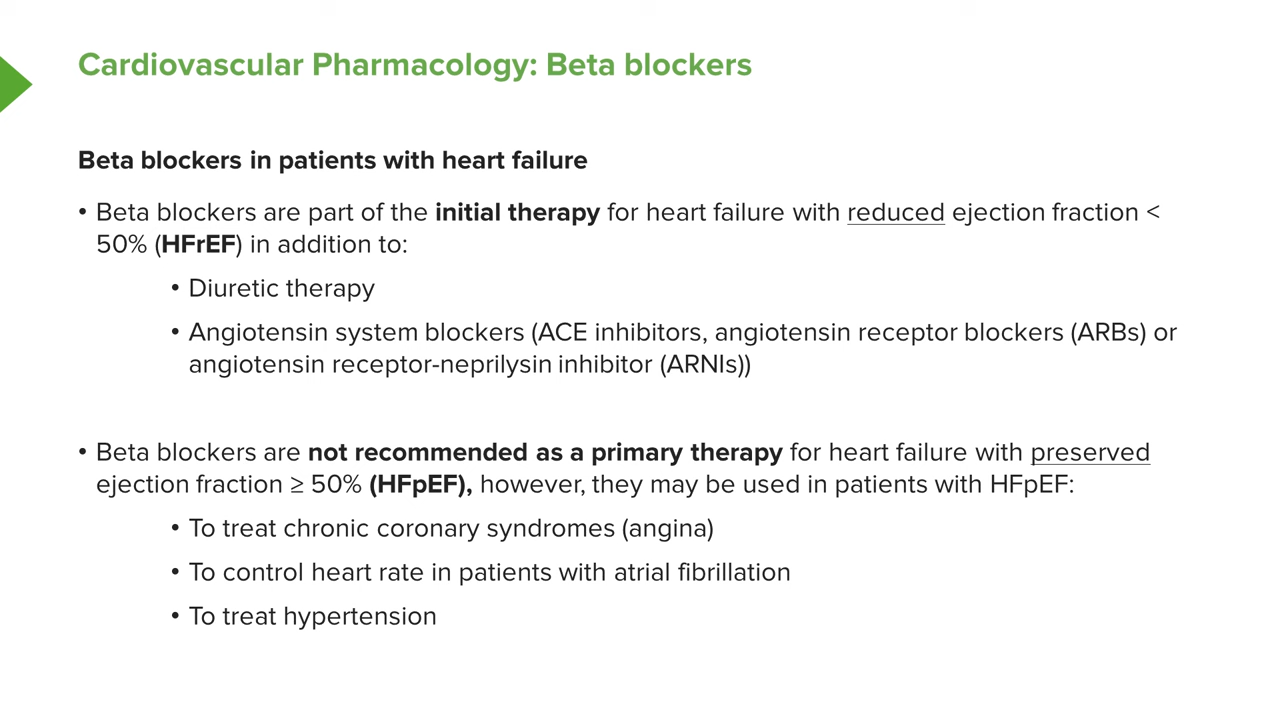 Cardiovascular Pharmacology: Beta blockers
Beta blockers in patients with heart failure
• Beta blockers are part of the initial therapy for heart failure with reduced ejection fraction <
50% (HFrEF) in addition to:
• Diuretic therapy
• Angiotensin system blockers (ACE inhibitors, angiotensin receptor blockers (ARBs) or
angiotensin receptor-neprilysin inhibitor (ARNIs))
• Beta blockers are not recommended as a primary therapy for heart failure with preserved
ejection fraction ≥ 50% (HFpEF), however, they may be used in patients with HFpEF:
• To treat chronic coronary syndromes (angina)
• To control heart rate in patients with atrial fibrillation
• To treat hypertension